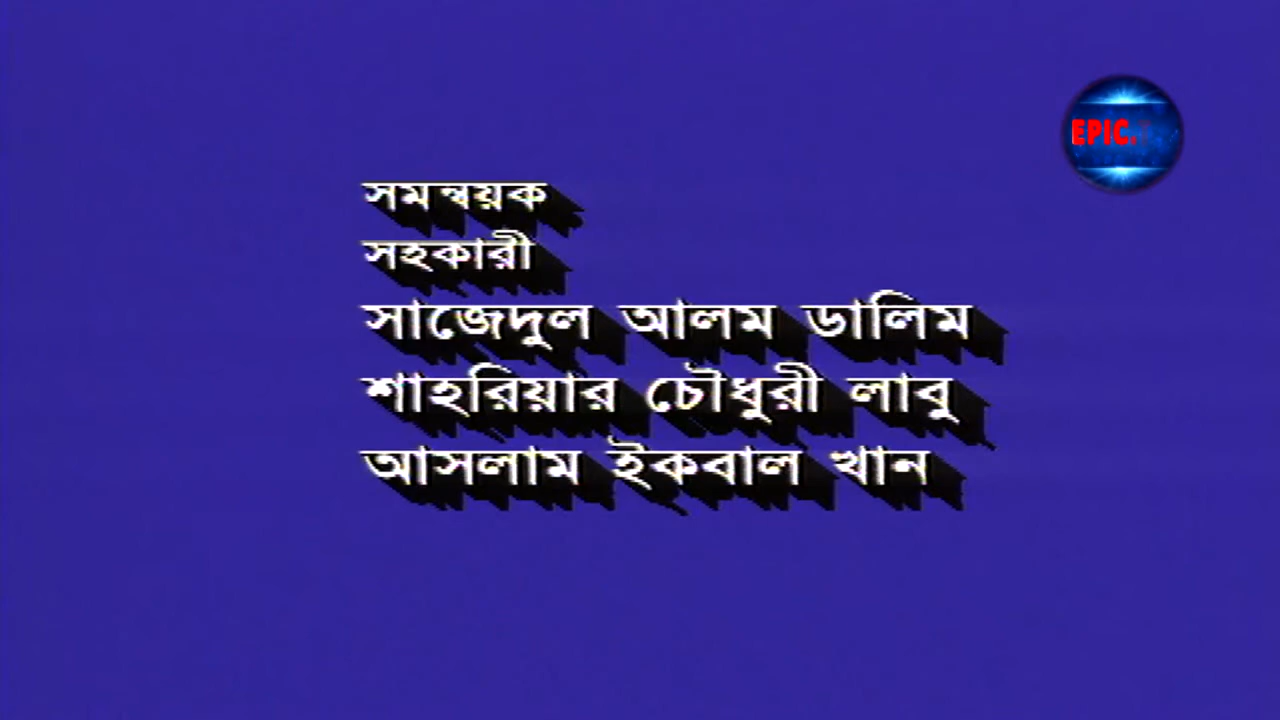 সমন্বয়ক
সহকারী
সাজেদুল আলম ডালিম
শাহরিয়ার চৌধুরী লাবু
আসলাম ইকবাল খান
EPIC.